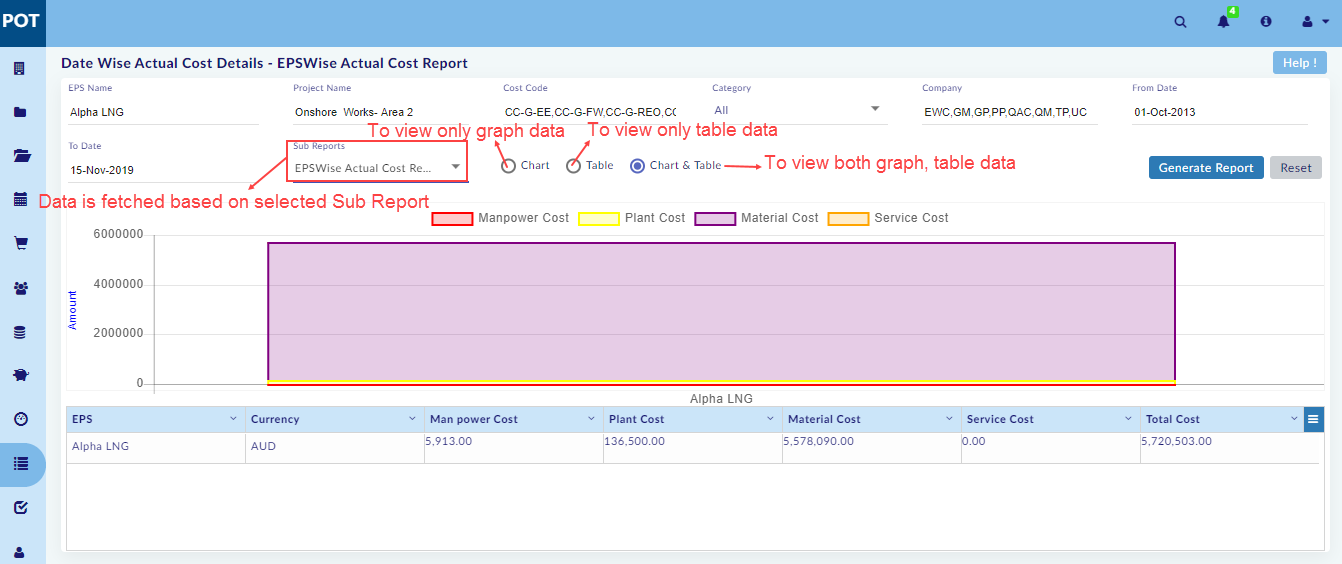 POT
4
Date Wise Actual Cost Details - EPSWise Actual Cost Report
Help !
EPS Name
Project Name
Cost Code
Category
Company
From Date
Alpha LNG
Onshore Works- Area 2
CC-G-EE,CC-G-FW,CC-G-REO,CC
All
EWC,GM,GP,PP,QAC,QM,TP,UC
01-Oct-2013
To view only graph data
To view only table data
To Date
Sub Reports
15-Nov-2019
EPSWise Actual Cost Re...
Chart
Table
Chart & Table
To view both graph, table data
Generate Report
Reset
Data is fetched based on selected Sub Report
Manpower Cost
Plant Cost
Material Cost
Service Cost
6000000
4000000
2000000
0
Amount
Alpha LNG
EPS
Currency
Man power Cost
Plant Cost
Material Cost
Service Cost
Total Cost
Alpha LNG
AUD
5,913.00
136,500.00
5,578,090.00
0.00
5,720,503.00